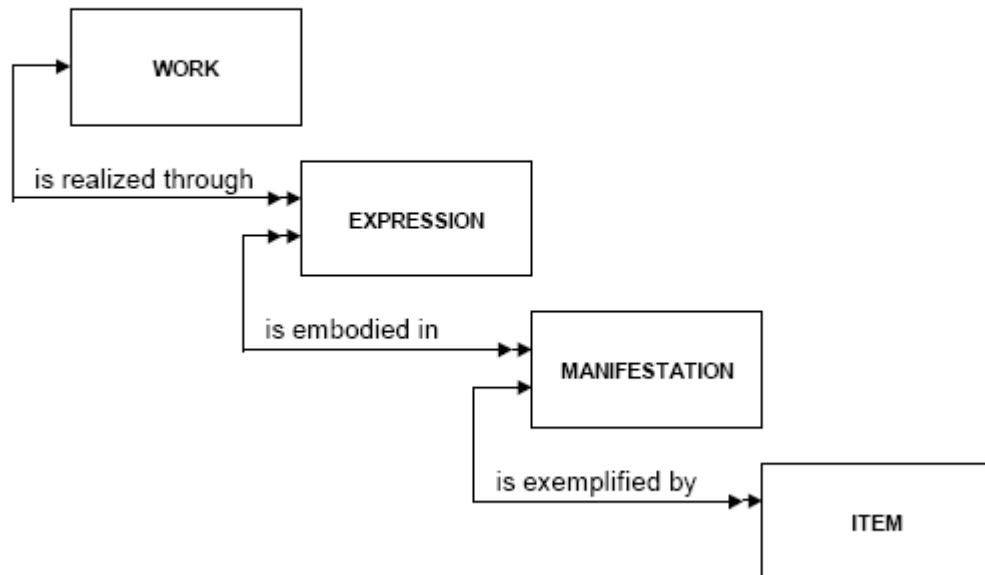 WORK
is realized through
EXPRESSION
is embodied in
MANIFESTATION
is exemplified by
ITEM